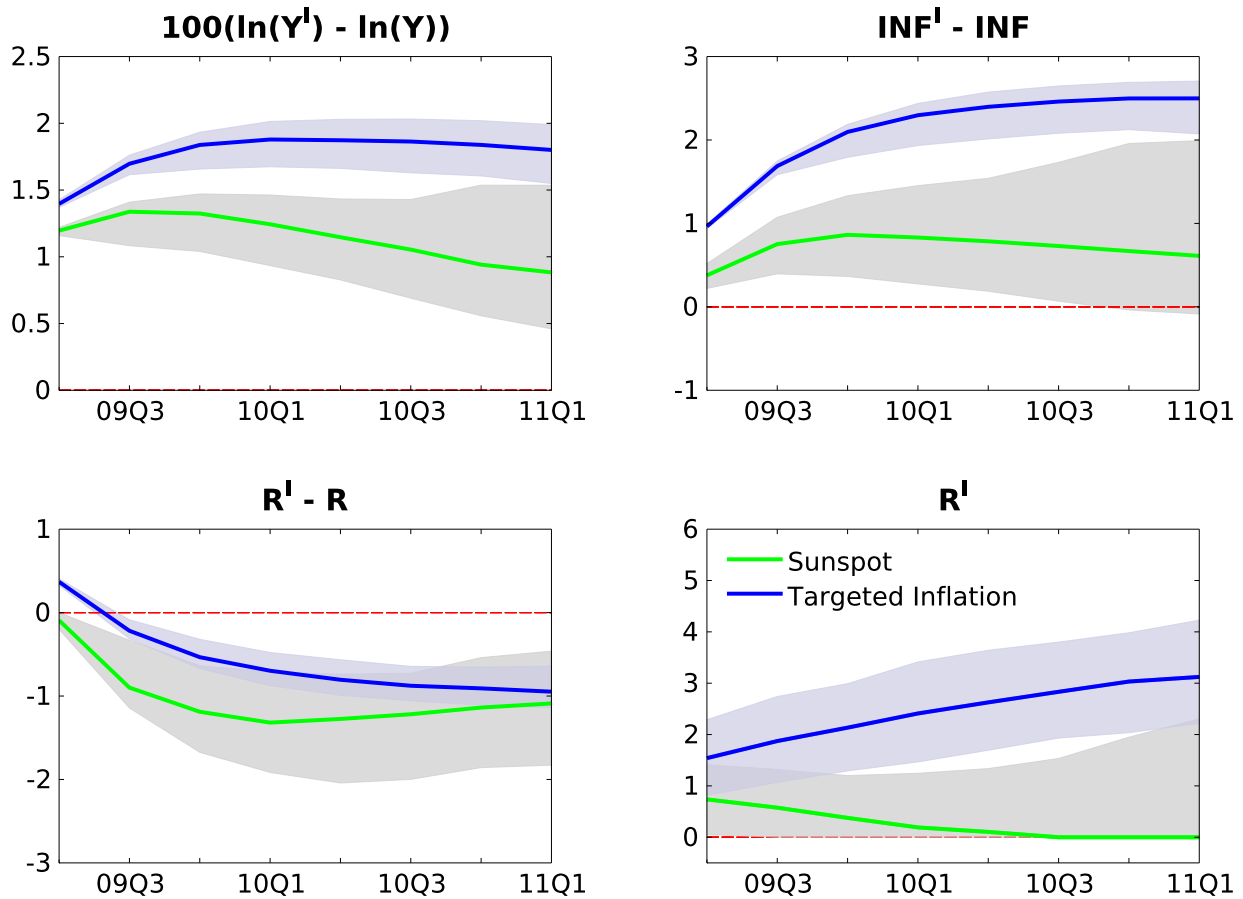 100(ln(Y^I) - ln(Y))
2.5
2
1.5
1
0.5
0
09Q3 10Q1 10Q3 11Q1
INF^I - INF
3
2
1
0
-1
09Q3 10Q1 10Q3 11Q1
R^I - R
1
0
-1
-2
-3
09Q3 10Q1 10Q3 11Q1
R^I
6
5
4
3
2
1
0
Sunspot
Targeted Inflation
09Q3 10Q1 10Q3 11Q1